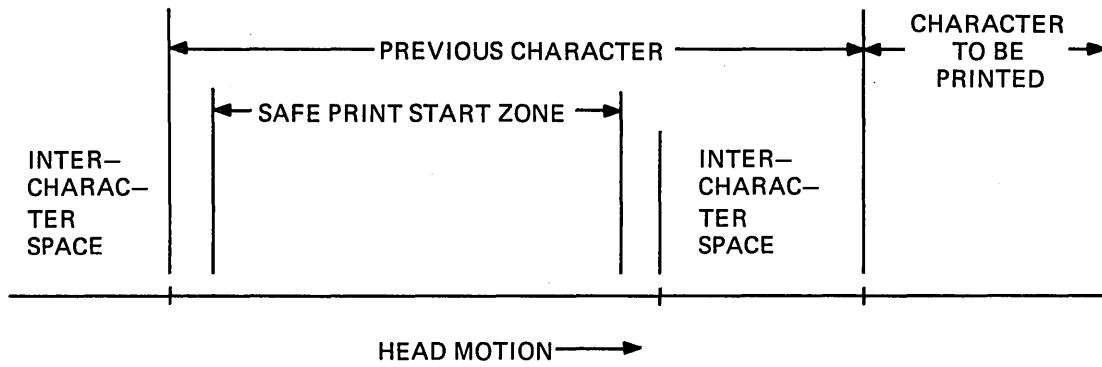 PREVIOUS CHARACTER
CHARACTER
TO BE
PRINTED
SAFE PRINT START ZONE
INTER—
CHARAC—
TER
SPACE
INTER—
CHARAC—
TER
SPACE
HEAD MOTION